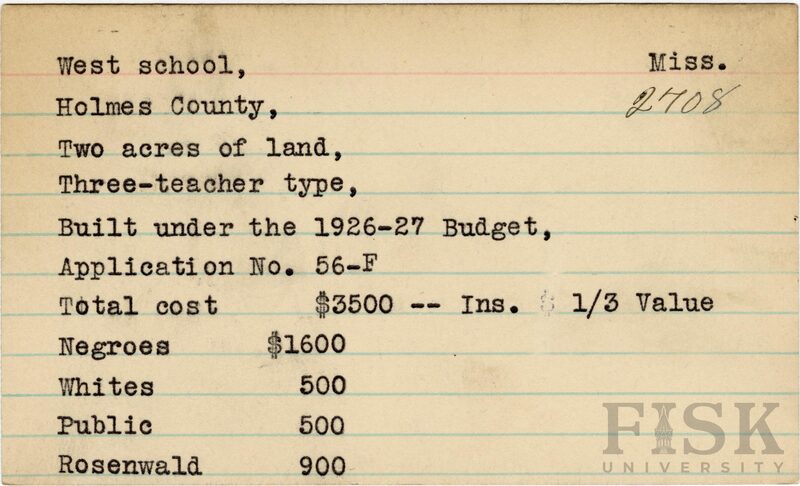 West school, Miss.
Holmes County, 2708
Two acres of land,
Three-teacher type,
Built under the 1926-27 Budget,
Application No. 56-F
Total cost $3500 -- Ins. $ 1/3 Value
Negroes $1600
Whites 500
Public 500
Rosenwald 900
FISK
UNIVERSITY